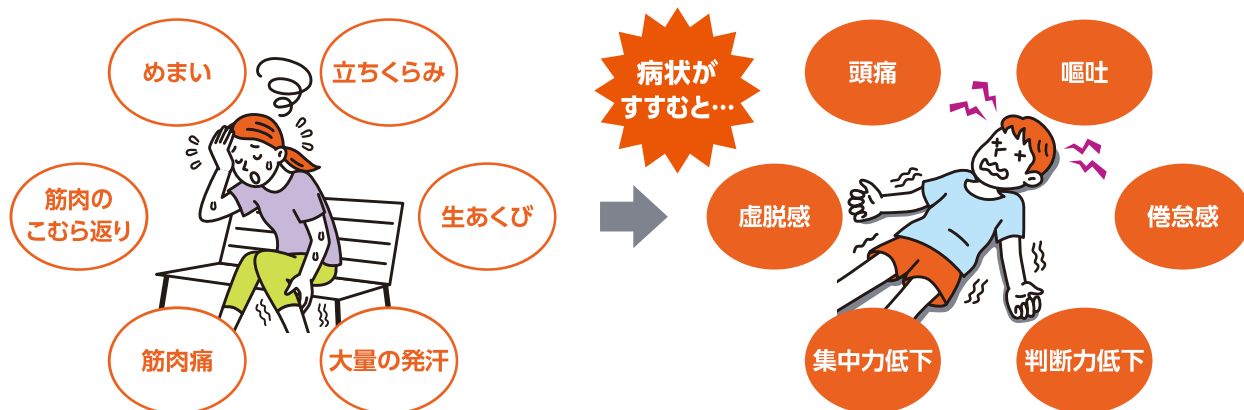 めまい
立ちくらみ
筋肉の
こむら返り
生あくび
筋肉痛
大量の発汗
病状が
すすむと…
頭痛
嘔吐
虚脱感
倦怠感
集中力低下
判断力低下